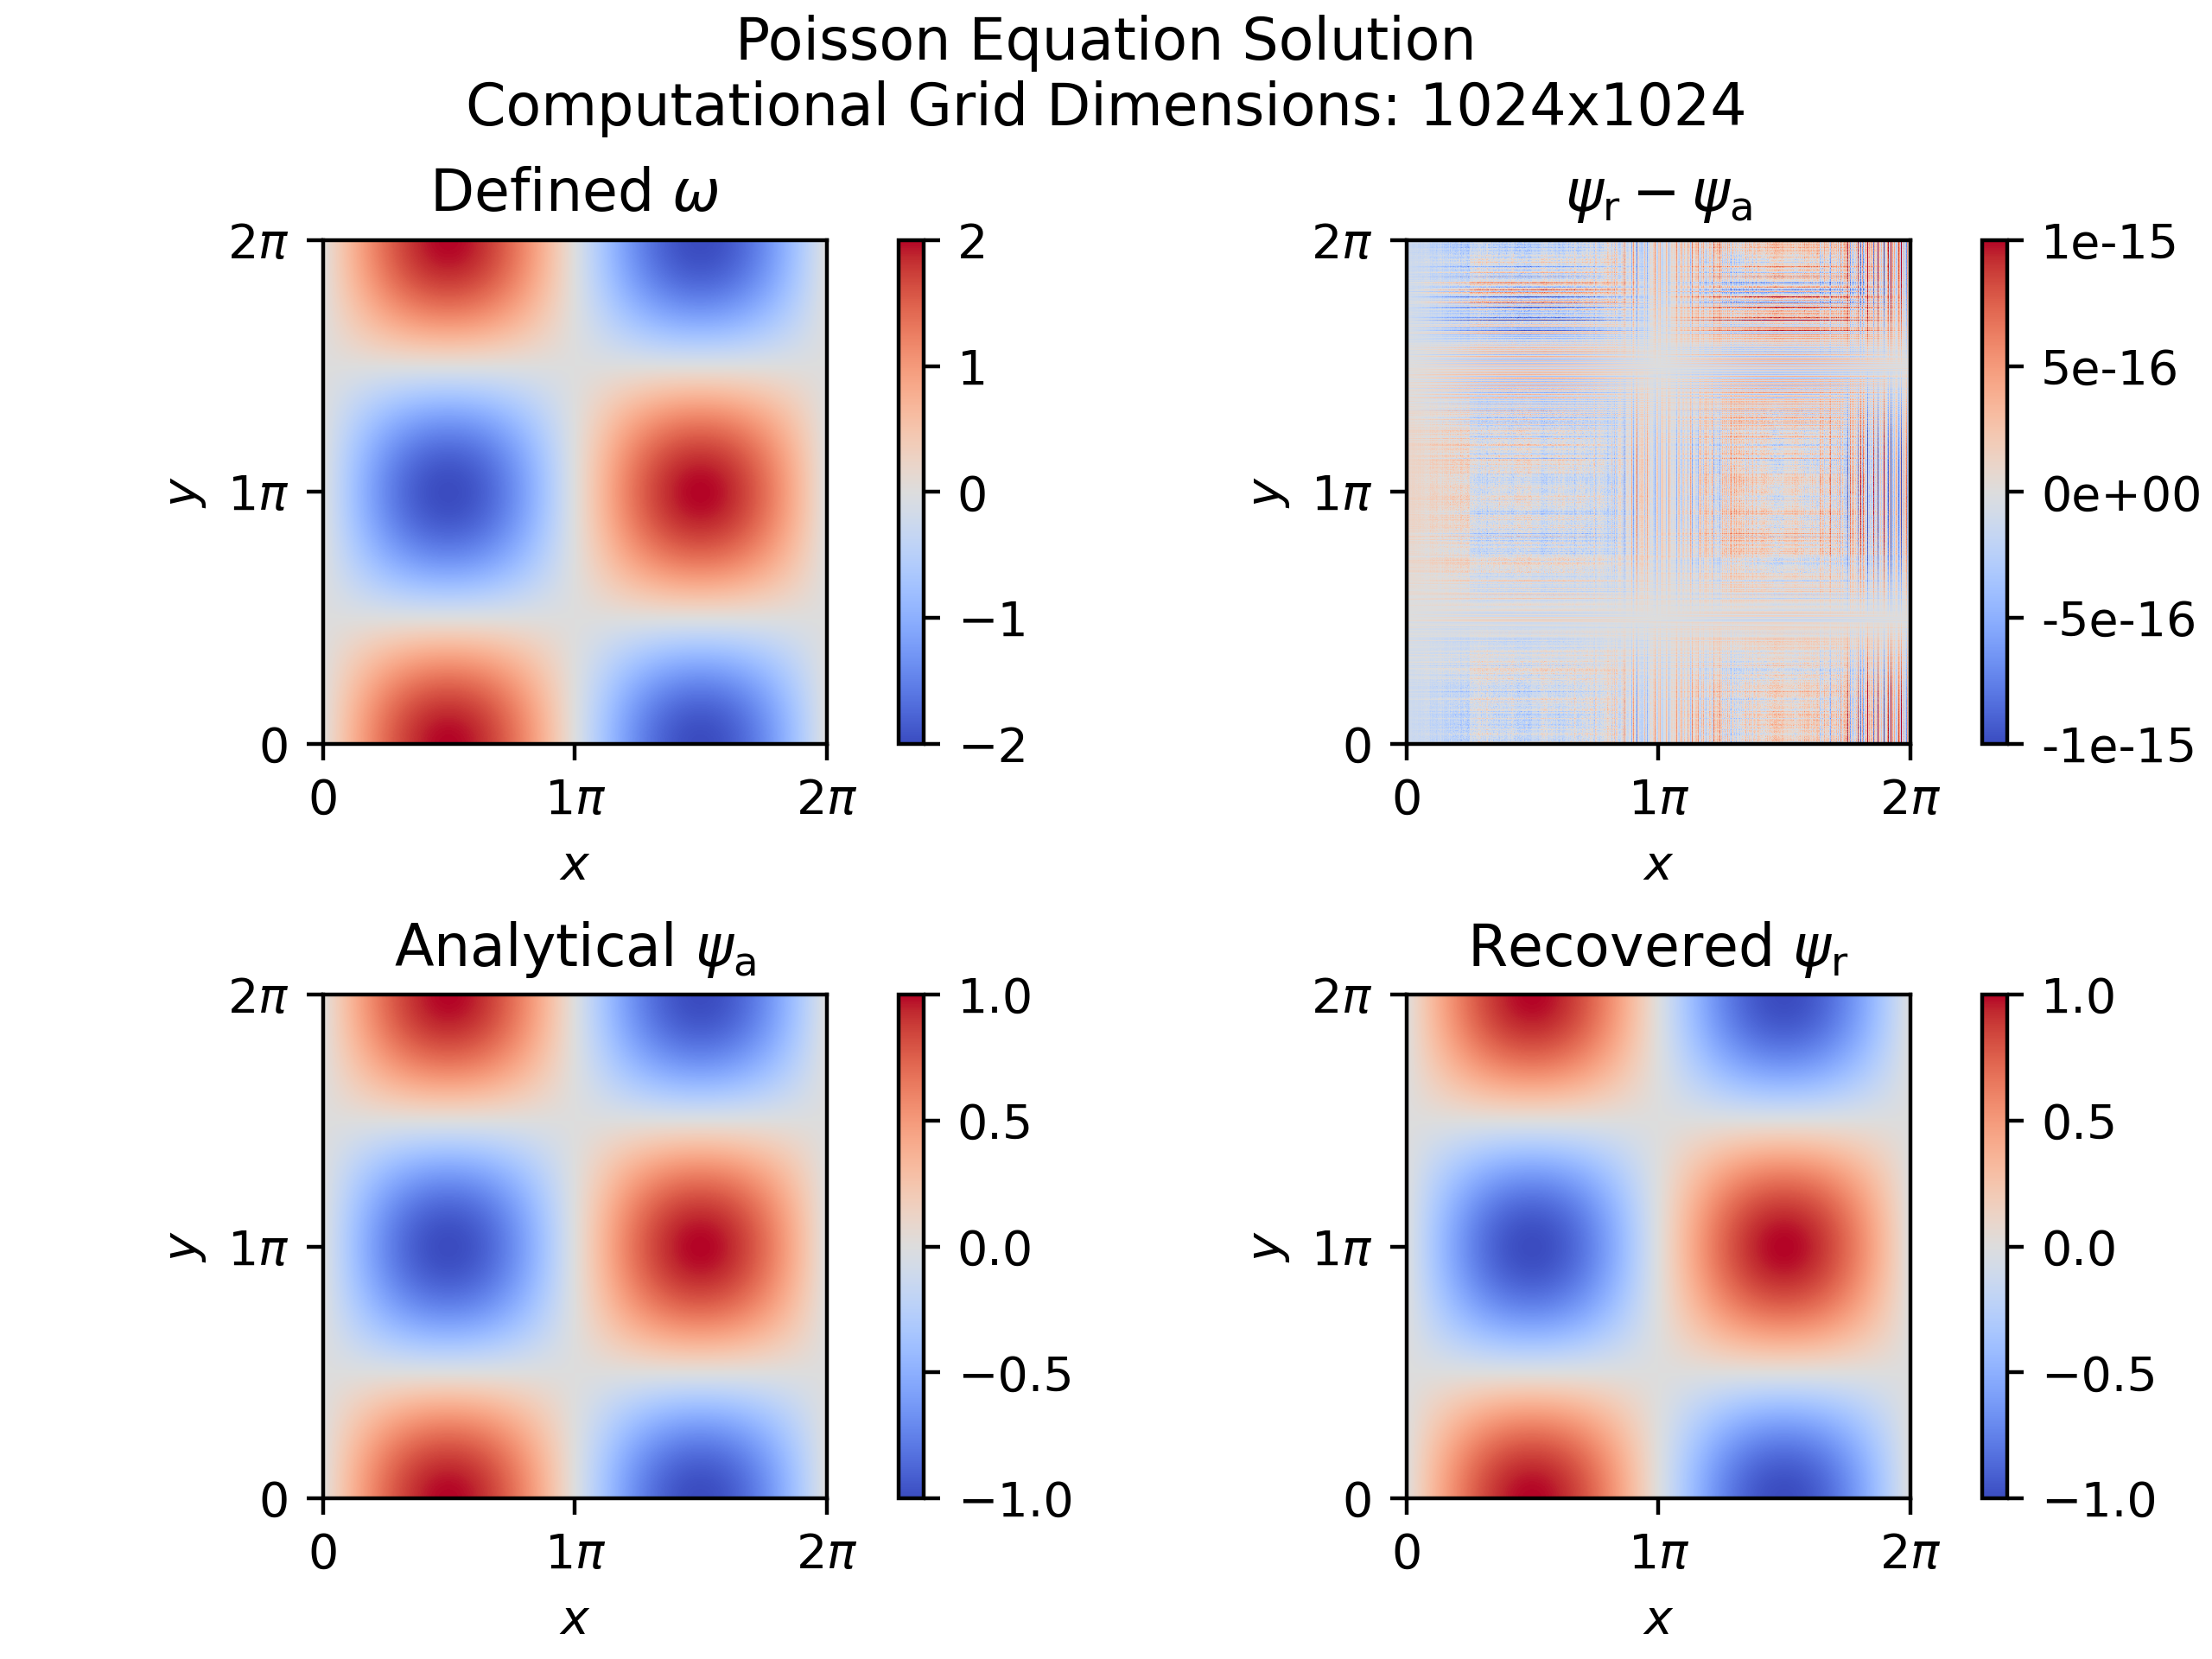 Poisson Equation Solution
Computational Grid Dimensions: 1024x1024
Defined ω
2π
1π
0
y
0
1π
2π
x
2
1
0
−1
−2
ψr − ψa
2π
1π
0
y
0
1π
2π
x
1e-15
5e-16
0e+00
-5e-16
-1e-15
Analytical ψa
2π
1π
0
y
0
1π
2π
x
1.0
0.5
0.0
−0.5
−1.0
Recovered ψr
2π
1π
0
y
0
1π
2π
x
1.0
0.5
0.0
−0.5
−1.0